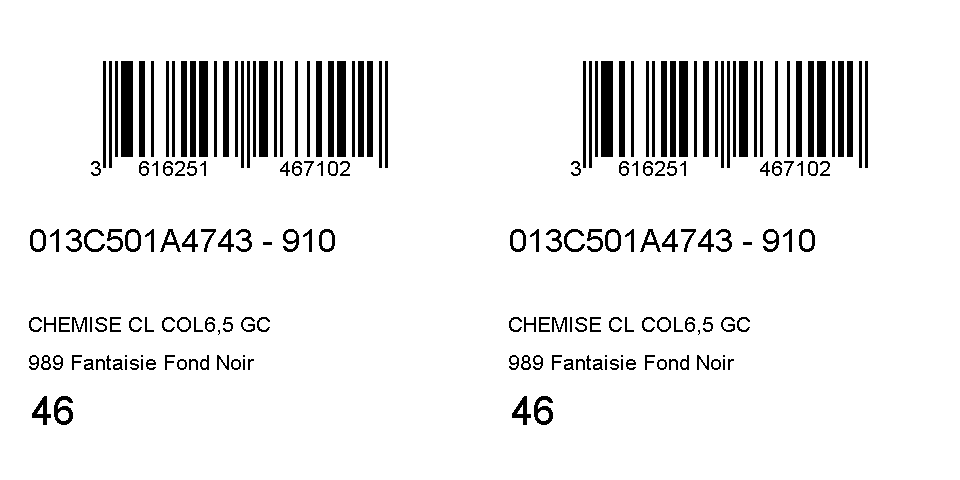 3 616251 467102
013C501A4743 - 910
CHEMISE CL COL6,5 GC
989 Fantaisie Fond Noir
46
3 616251 467102
013C501A4743 - 910
CHEMISE CL COL6,5 GC
989 Fantaisie Fond Noir
46